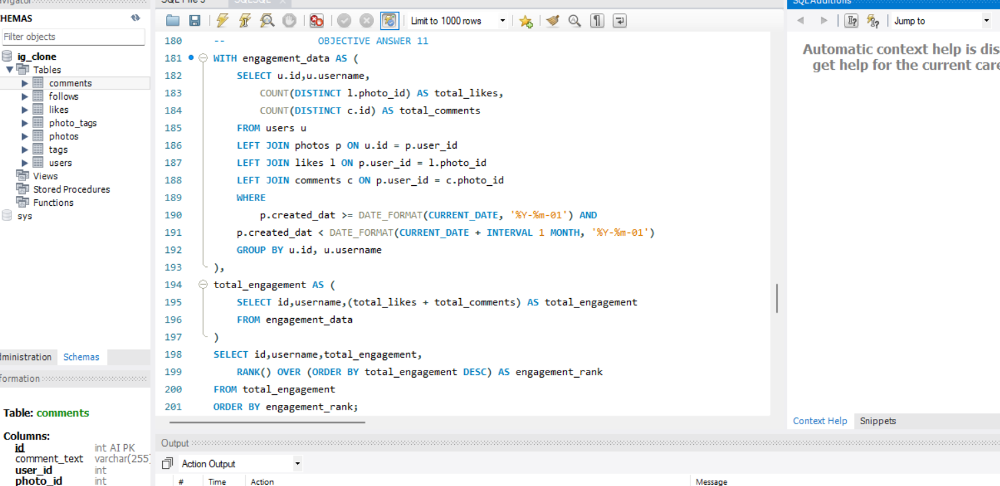 SQLSQL
SQLAdditions
HEMAS
Limit to 1000 rows
Jump to
Filter objects
ig_clone
Tables
comments
follows
likes
photo_tags
photos
tags
users
Views
Stored Procedures
Functions
sys
180 -- OBJECTIVE ANSWER 11
181 WITH engagement_data AS (
182 SELECT u.id,u.username,
183 COUNT(DISTINCT l.photo_id) AS total_likes,
184 COUNT(DISTINCT c.id) AS total_comments
185 FROM users u
186 LEFT JOIN photos p ON u.id = p.user_id
187 LEFT JOIN likes l ON p.user_id = l.photo_id
188 LEFT JOIN comments c ON p.user_id = c.photo_id
189 WHERE
190 p.created_dat >= DATE_FORMAT(CURRENT_DATE, '%Y-%m-01') AND
191 p.created_dat < DATE_FORMAT(CURRENT_DATE + INTERVAL 1 MONTH, '%Y-%m-01')
192 GROUP BY u.id, u.username
193 ),
194 total_engagement AS (
195 SELECT id,username,(total_likes + total_comments) AS total_engagement
196 FROM engagement_data
197 )
198 SELECT id,username,total_engagement,
199 RANK() OVER (ORDER BY total_engagement DESC) AS engagement_rank
200 FROM total_engagement
201 ORDER BY engagement_rank;
Automatic context help is dis
get help for the current care
Context Help Snippets
dministration Schemas
formation
Table: comments
Columns:
id int AI PK
comment_text varchar(255)
user_id int
photo_id int
Output
Action Output
# Time Action Message